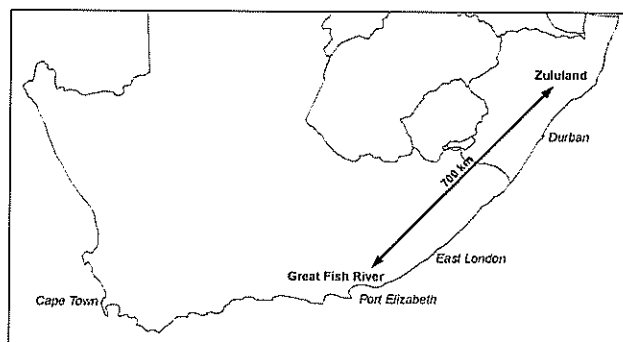 Zululand
Durban
700 km
East London
Great Fish River
Cape Town
Port Elizabeth